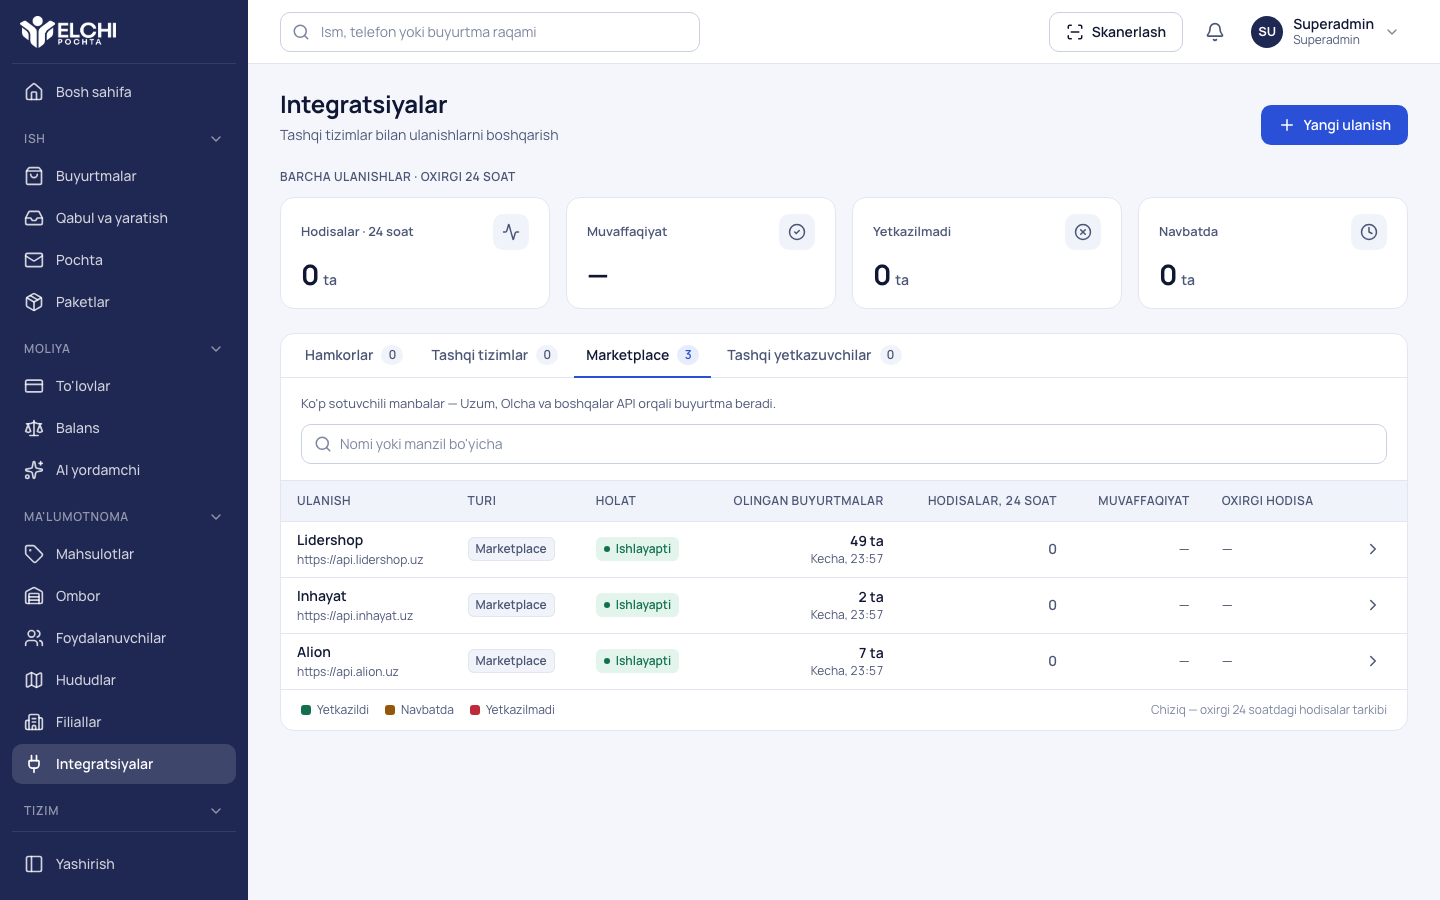 ELCHI
POCHTA
Ism, telefon yoki buyurtma raqami
Skanerlash
SU
Superadmin
Superadmin
Bosh sahifa
ISH
Buyurtmalar
Qabul va yaratish
Pochta
Paketlar
MOLIYA
To'lovlar
Balans
AI yordamchi
MA'LUMOTNOMA
Mahsulotlar
Ombor
Foydalanuvchilar
Hududlar
Filiallar
Integratsiyalar
TIZIM
Yashirish
Integratsiyalar
Tashqi tizimlar bilan ulanishlarni boshqarish
Yangi ulanish
BARCHA ULANISHLAR · OXIRGI 24 SOAT
Hodisalar · 24 soat
0 ta
Muvaffaqiyat
—
Yetkazilmadi
0 ta
Navbatda
0 ta
Hamkorlar 0
Tashqi tizimlar 0
Marketplace 3
Tashqi yetkazuvchilar 0
Ko'p sotuvchili manbalar — Uzum, Olcha va boshqalar API orqali buyurtma beradi.
Nomi yoki manzil bo'yicha
ULANISH TURI HOLAT OLINGAN BUYURTMALAR HODISALAR, 24 SOAT MUVAFFAQIYAT OXIRGI HODISA
Lidershop
https://api.lidershop.uz
Marketplace
Ishlayapti
49 ta
Kecha, 23:57
0 — —
Inhayat
https://api.inhayat.uz
Marketplace
Ishlayapti
2 ta
Kecha, 23:57
0 — —
Alion
https://api.alion.uz
Marketplace
Ishlayapti
7 ta
Kecha, 23:57
0 — —
Yetkazildi Navbatda Yetkazilmadi
Chiziq — oxirgi 24 soatdagi hodisalar tarkibi